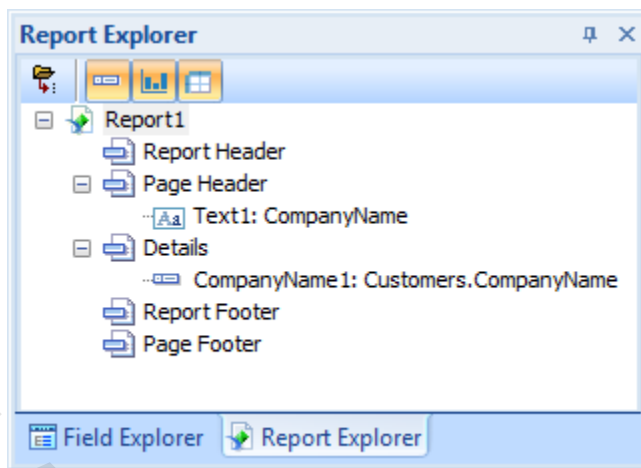 Report Explorer
Report1
Report Header
Page Header
Aa Text1: CompanyName
Details
CompanyName1: Customers.CompanyName
Report Footer
Page Footer
Field Explorer Report Explorer